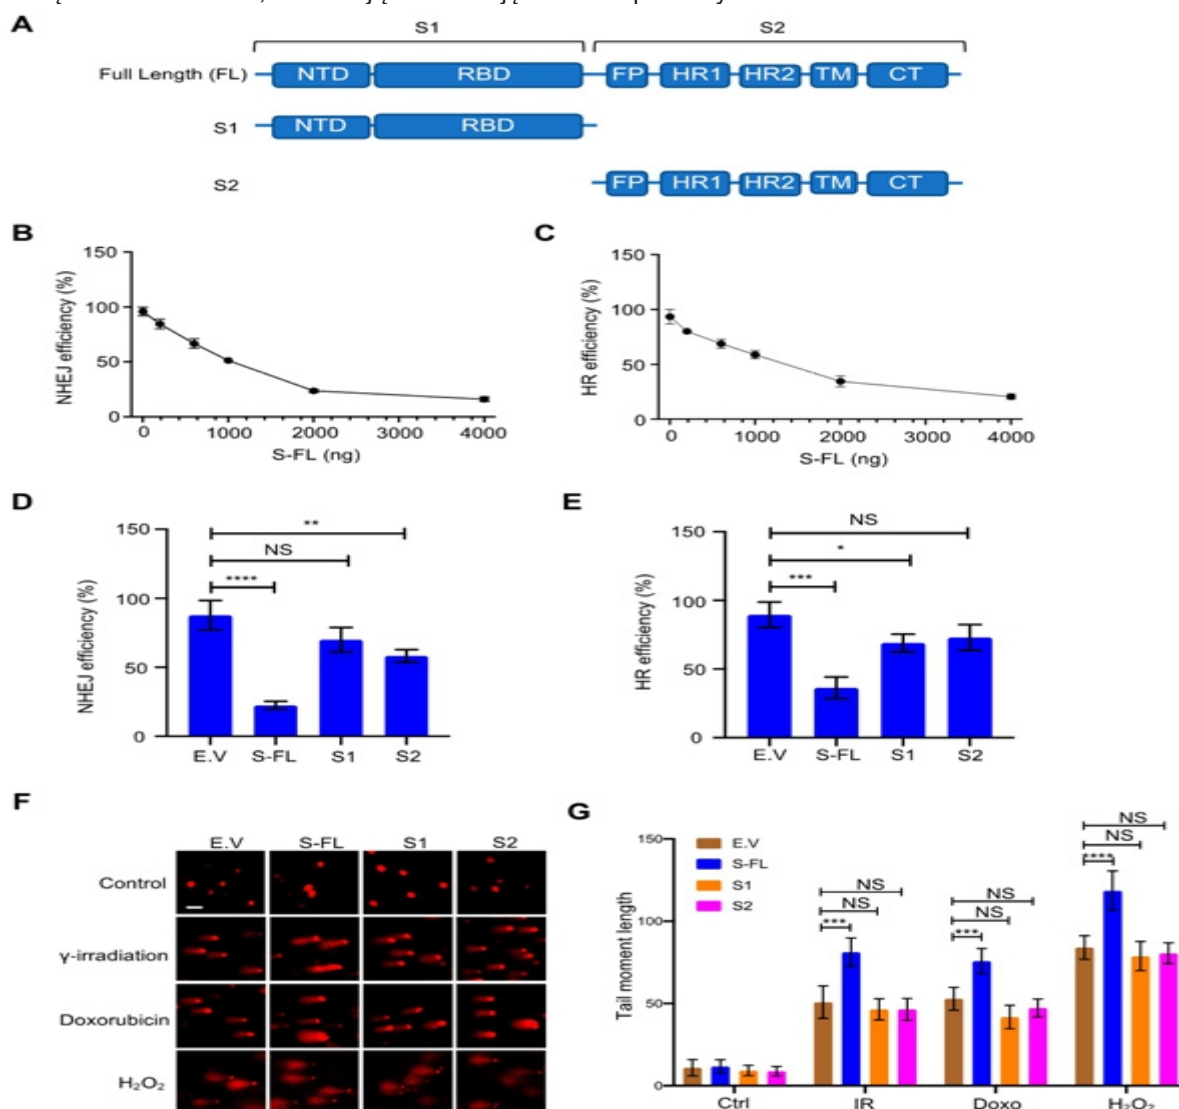 A
S1 S2
Full Length (FL) NTD RBD FP HR1 HR2 TM CT
S1 NTD RBD
S2 FP HR1 HR2 TM CT
B
150
100
50
0
NHEJ efficiency (%)
0 1000 2000 3000 4000
S-FL (ng)
C
150
100
50
0
HR efficiency (%)
0 1000 2000 3000 4000
S-FL (ng)
D
150
100
50
0
NHEJ efficiency (%)
**
NS
****
E.V S-FL S1 S2
E
150
100
50
0
HR efficiency (%)
NS
*
***
E.V S-FL S1 S2
F
E.V S-FL S1 S2
Control
γ-irradiation
Doxorubicin
H₂O₂
G
150
100
50
0
Tail moment length
E.V
S-FL
S1
S2
NS
NS
***
NS
NS
***
NS
NS
****
Ctrl IR Doxo H₂O₂